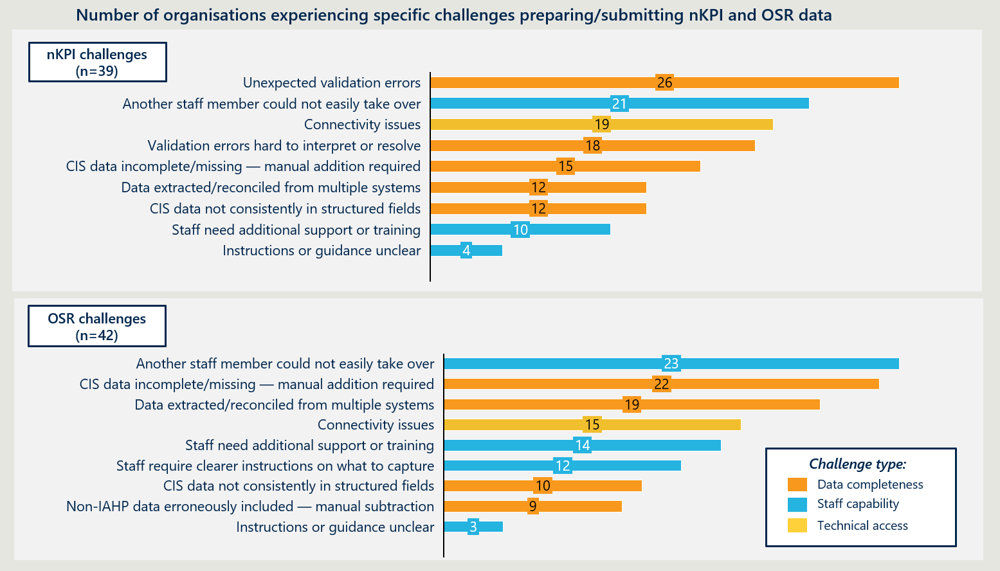 Number of organisations experiencing specific challenges preparing/submitting nKPI and OSR data
nKPI challenges
(n=39)
Unexpected validation errors 26
Another staff member could not easily take over 21
Connectivity issues 19
Validation errors hard to interpret or resolve 18
CIS data incomplete/missing — manual addition required 15
Data extracted/reconciled from multiple systems 12
CIS data not consistently in structured fields 12
Staff need additional support or training 10
Instructions or guidance unclear 4
OSR challenges
(n=42)
Another staff member could not easily take over 23
CIS data incomplete/missing — manual addition required 22
Data extracted/reconciled from multiple systems 19
Connectivity issues 15
Staff need additional support or training 14
Staff require clearer instructions on what to capture 12
CIS data not consistently in structured fields 10
Non-IAHP data erroneously included — manual subtraction 9
Instructions or guidance unclear 3
Challenge type:
Data completeness
Staff capability
Technical access